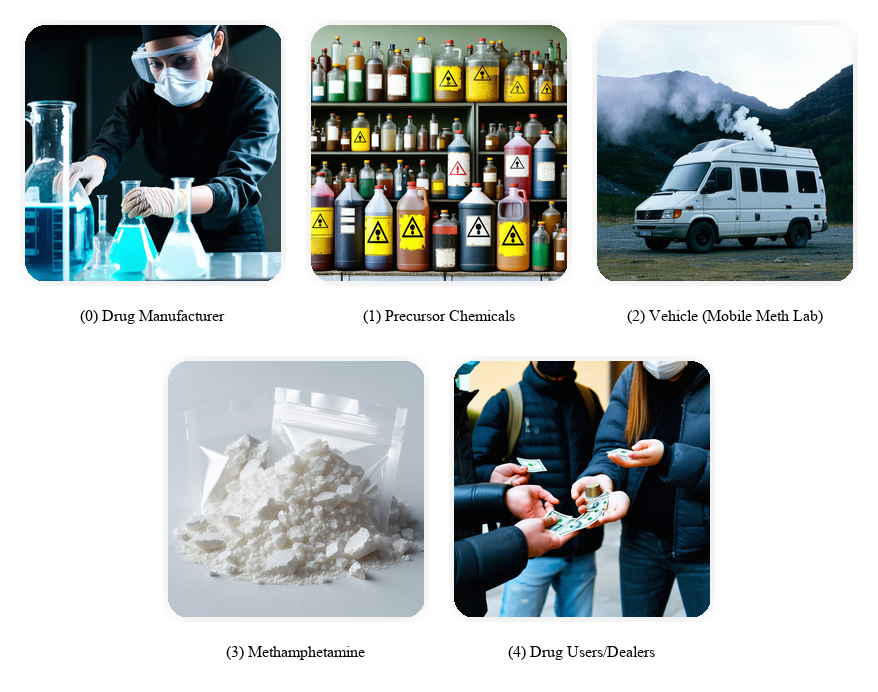 (0) Drug Manufacturer
(1) Precursor Chemicals
(2) Vehicle (Mobile Meth Lab)
(3) Methamphetamine
(4) Drug Users/Dealers